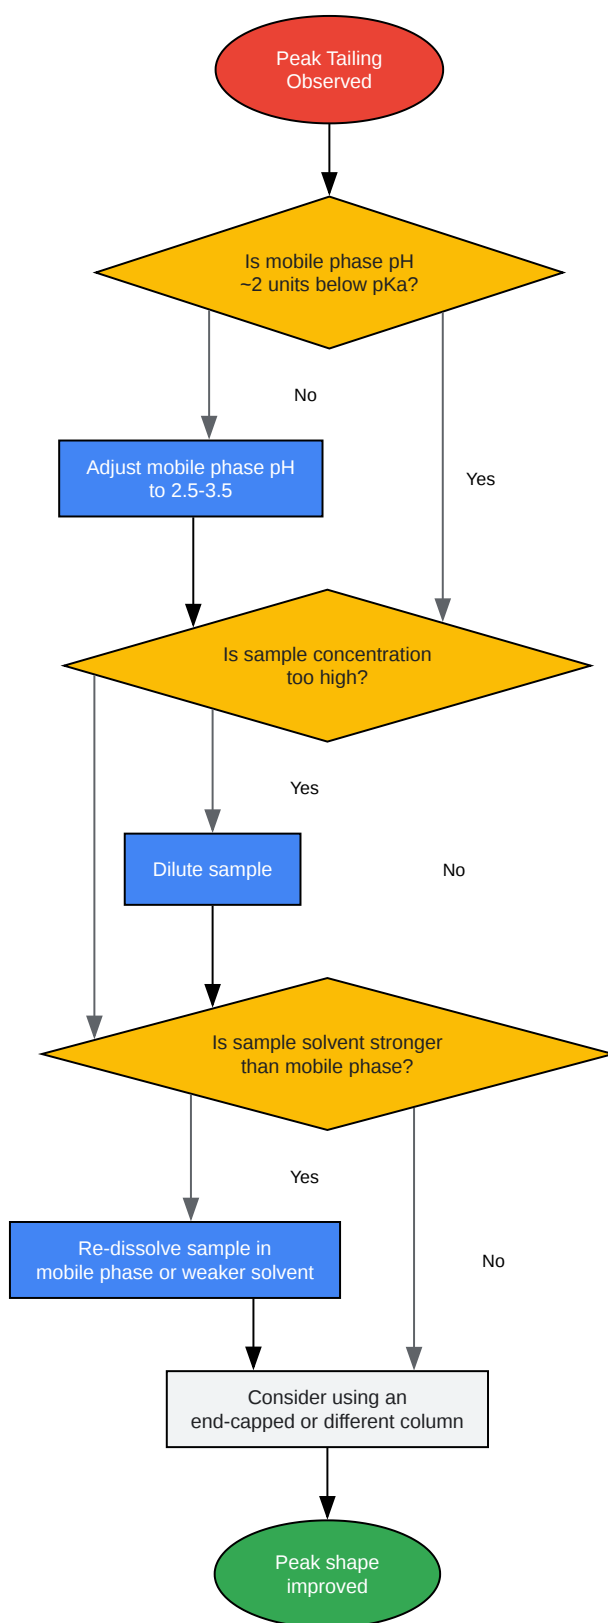 Peak Tailing
Observed
Is mobile phase pH
~2 units below pKa?
No
Adjust mobile phase pH
to 2.5-3.5
Yes
Is sample concentration
too high?
Yes
Dilute sample
No
Is sample solvent stronger
than mobile phase?
Yes
Re-dissolve sample in
mobile phase or weaker solvent
No
Consider using an
end-capped or different column
Peak shape
improved